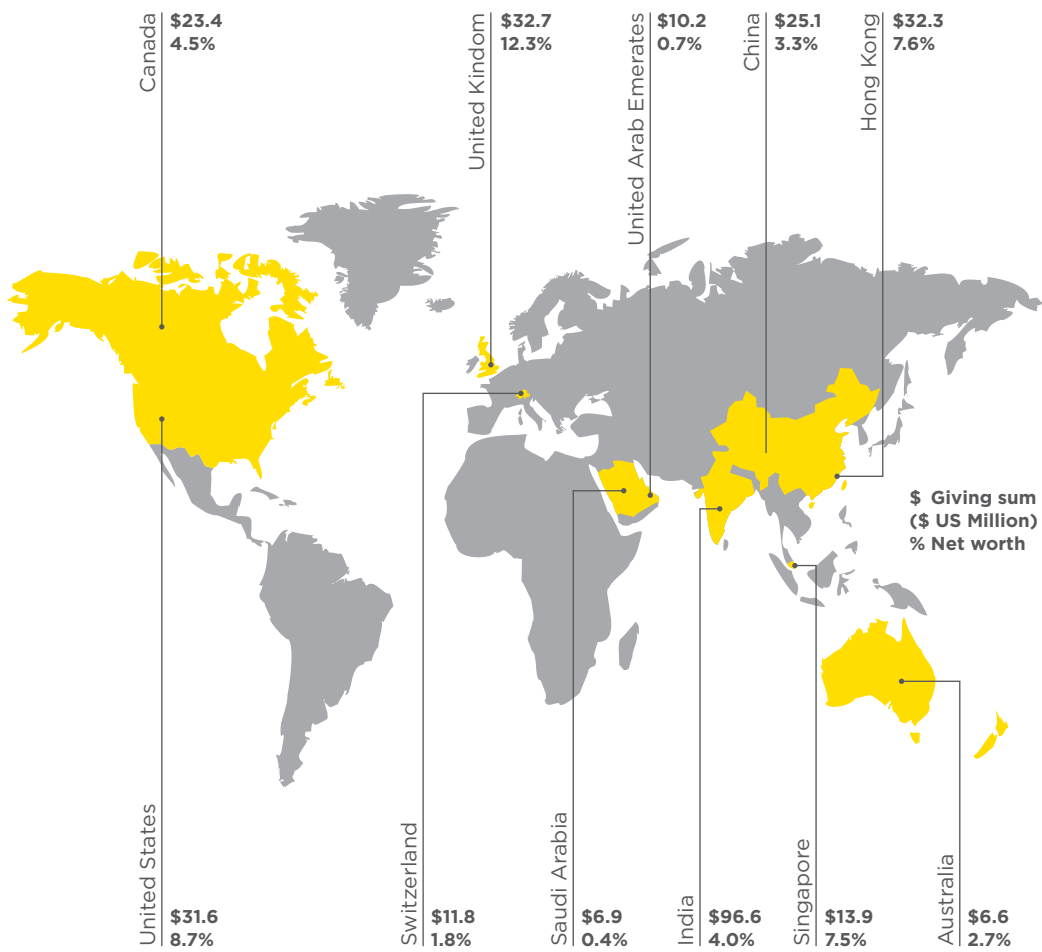 Canada
$23.4
4.5%
United Kindom
$32.7
12.3%
United Arab Emerates
$10.2
0.7%
China
$25.1
3.3%
Hong Kong
$32.3
7.6%
$ Giving sum
($ US Million)
% Net worth
United States
$31.6
8.7%
Switzerland
$11.8
1.8%
Saudi Arabia
$6.9
0.4%
India
$96.6
4.0%
Singapore
$13.9
7.5%
Australia
$6.6
2.7%